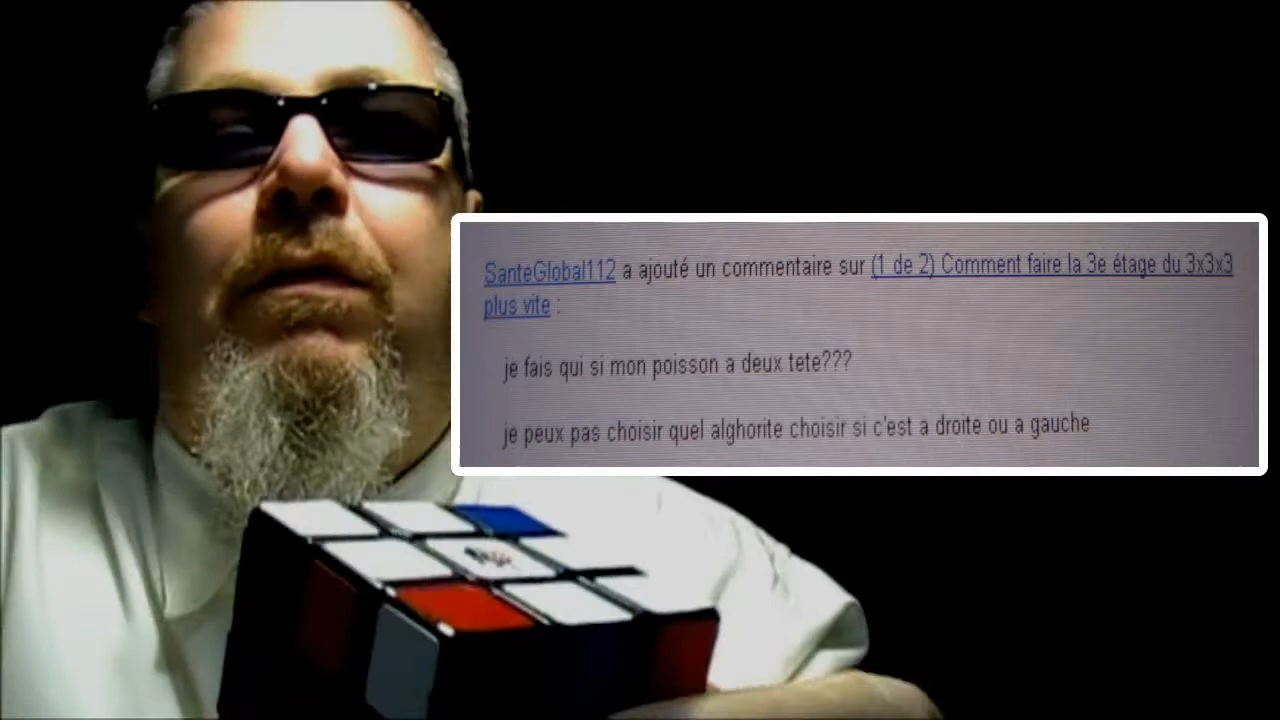 SanteGlobal112 a ajouté un commentaire sur (1 de 2) Comment faire la 3e étage du 3x3x3
plus vite :
je fais qui si mon poisson a deux tete???
je peux pas choisir quel alghorite choisir si c'est a droite ou a gauche